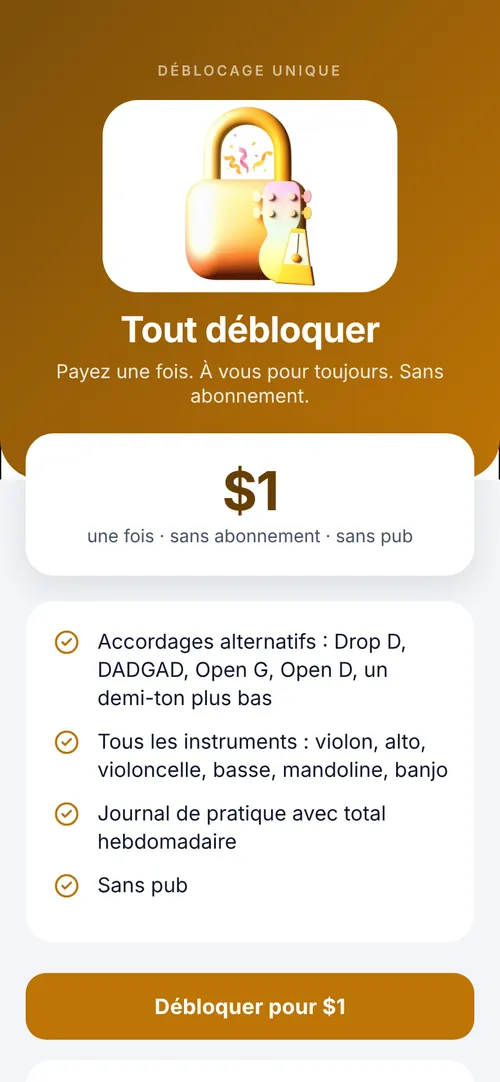 DÉBLOCAGE UNIQUE
Tout débloquer
Payez une fois. À vous pour toujours. Sans
abonnement.
$1
une fois · sans abonnement · sans pub
Accordages alternatifs : Drop D,
DADGAD, Open G, Open D, un
demi-ton plus bas
Tous les instruments : violon, alto,
violoncelle, basse, mandoline, banjo
Journal de pratique avec total
hebdomadaire
Sans pub
Débloquer pour $1